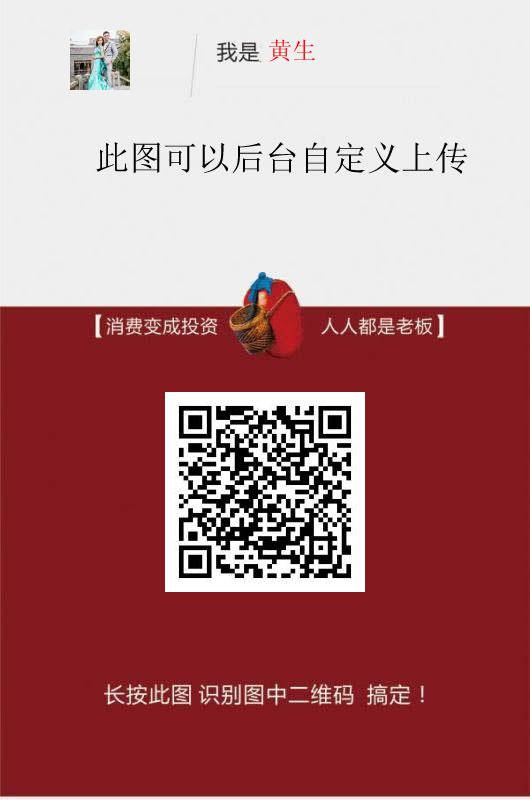 我是 黄生
此图可以后台自定义上传
【消费变成投资 人人都是老板】
长按此图 识别图中二维码 搞定！